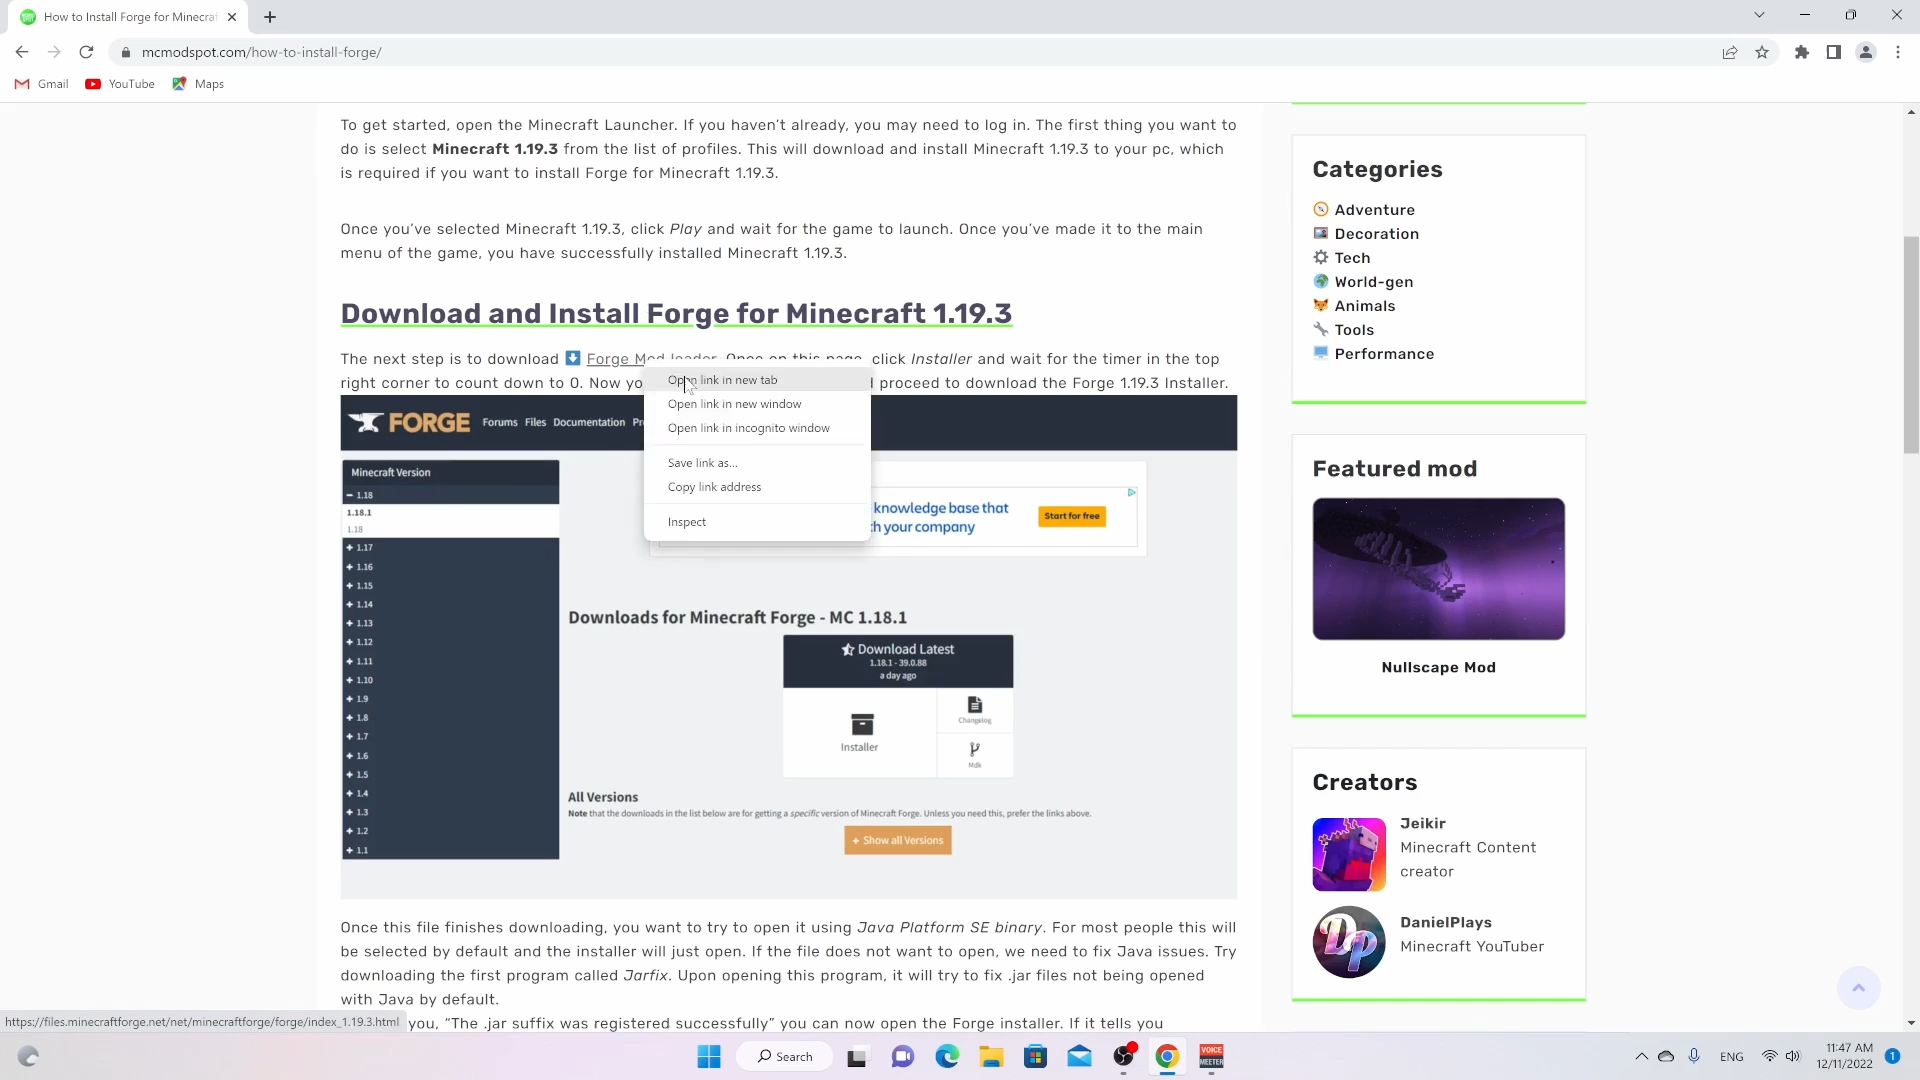 How to Install Forge for Minecraf
mcmodspot.com/how-to-install-forge/
Gmail
YouTube
Maps
To get started, open the Minecraft Launcher. If you haven't already, you may need to log in. The first thing you want to
do is select Minecraft 1.19.3 from the list of profiles. This will download and install Minecraft 1.19.3 to your pc, which
is required if you want to install Forge for Minecraft 1.19.3.
Once you've selected Minecraft 1.19.3, click Play and wait for the game to launch. Once you've made it to the main
menu of the game, you have successfully installed Minecraft 1.19.3.
Download and Install Forge for Minecraft 1.19.3
The next step is to download Forge Mod loader. Once on this page, click Installer and wait for the timer in the top
right corner to count down to 0. Now yo
proceed to download the Forge 1.19.3 Installer.
Open link in new tab
Open link in new window
Open link in incognito window
Save link as...
Copy link address
Inspect
FORGE
Forums Files Documentation
Minecraft Version
1.18
1.18.1
1.18
1.17
1.16
1.15
1.14
1.13
1.12
1.11
1.10
1.9
1.8
1.7
1.6
1.5
1.4
1.3
1.2
1.1
knowledge base that
h your company
Start for free
Downloads for Minecraft Forge - MC 1.18.1
Download Latest
1.18.1 - 39.0.88
a day ago
Installer
Changelog
Mdk
All Versions
Note that the downloads in the list below are for getting a specific version of Minecraft Forge. Unless you need this, prefer the links above.
+ Show all Versions
Once this file finishes downloading, you want to try to open it using Java Platform SE binary. For most people this will
be selected by default and the installer will just open. If the file does not want to open, we need to fix Java issues. Try
downloading the first program called Jarfix. Upon opening this program, it will try to fix .jar files not being opened
with Java by default.
you, "The .jar suffix was registered successfully" you can now open the Forge installer. If it tells you
https://files.minecraftforge.net/net/minecraftforge/forge/index_1.19.3.html
Categories
Adventure
Decoration
Tech
World-gen
Animals
Tools
Performance
Featured mod
Nullscape Mod
Creators
Jeikir
Minecraft Content
creator
DanielPlays
Minecraft YouTuber
Dp
Search
VOICE
MEETER
ENG
11:47 AM
12/11/2022
1